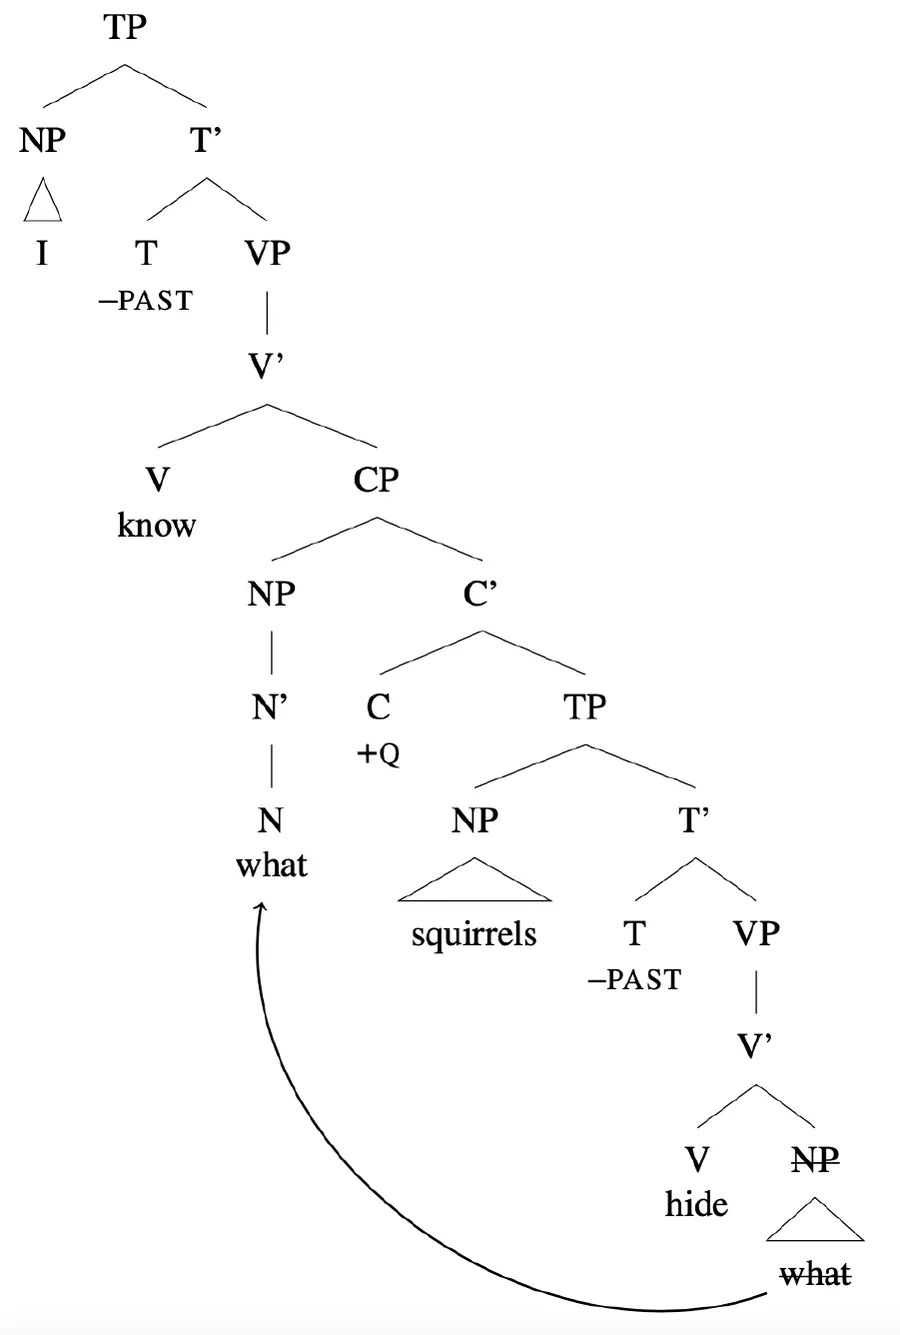 TP
NP T’
I T VP
–PAST
V’
V CP
know
NP C’
N’ C TP
+Q
N NP T’
what
squirrels T VP
–PAST
V’
V NP
hide
what